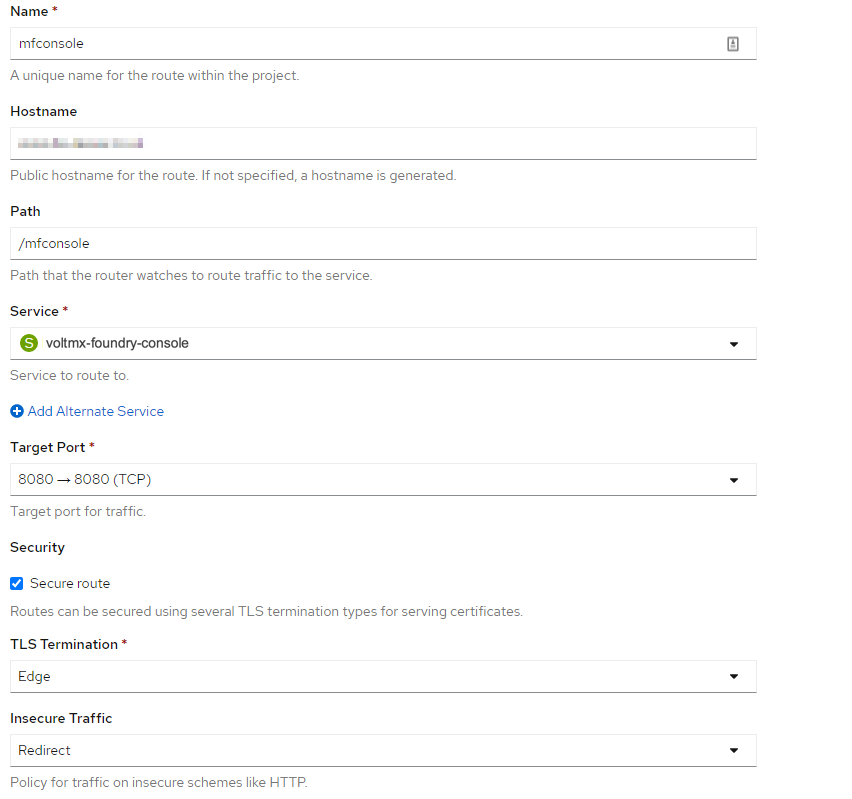 Name *
mfconsole
A unique name for the route within the project.
Hostname
Public hostname for the route. If not specified, a hostname is generated.
Path
/mfconsole
Path that the router watches to route traffic to the service.
Service *
S voltmx-foundry-console
Service to route to.
Add Alternate Service
Target Port *
8080 → 8080 (TCP)
Target port for traffic.
Security
Secure route
Routes can be secured using several TLS termination types for serving certificates.
TLS Termination *
Edge
Insecure Traffic
Redirect
Policy for traffic on insecure schemes like HTTP.